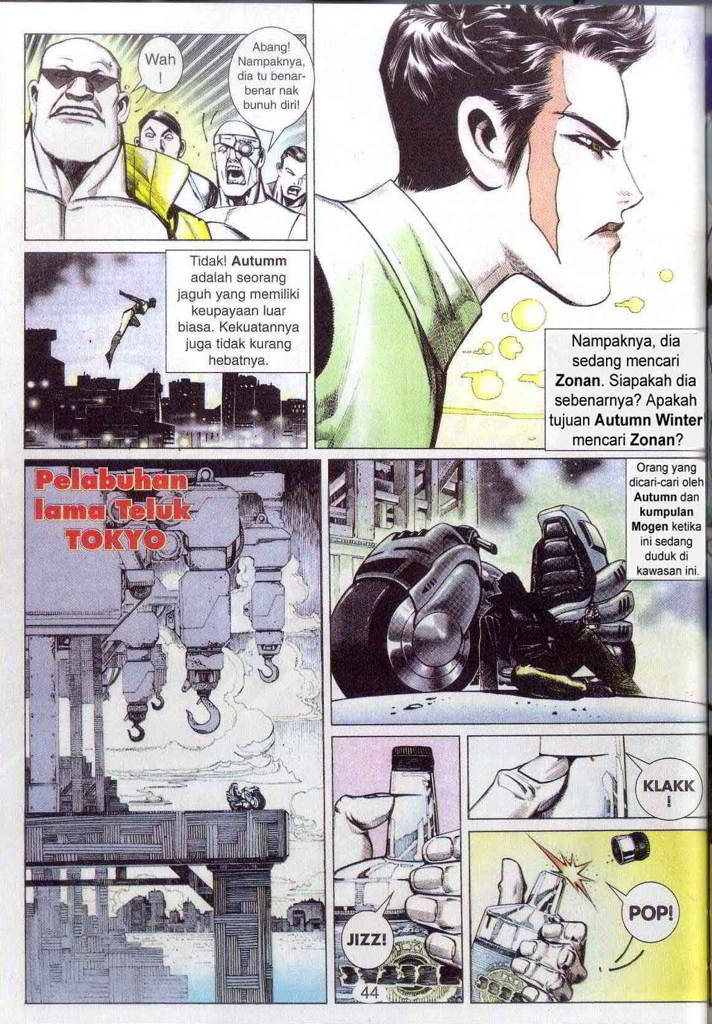 Wah
!
Abang!
Nampaknya,
dia tu benar-
benar nak
bunuh diri!
Tidak! Autumm
adalah seorang
jaguh yang memiliki
keupayaan luar
biasa. Kekuatannya
juga tidak kurang
hebatnya.
Nampaknya, dia
sedang mencari
Zonan. Siapakah dia
sebenarnya? Apakah
tujuan Autumn Winter
mencari Zonan?
Pelabuhan
lama Teluk
TOKYO
Orang yang
dicari-cari oleh
Autumn dan
kumpulan
Mogen ketika
ini sedang
duduk di
kawasan ini.
JIZZ!
KLAKK
!
POP!
44